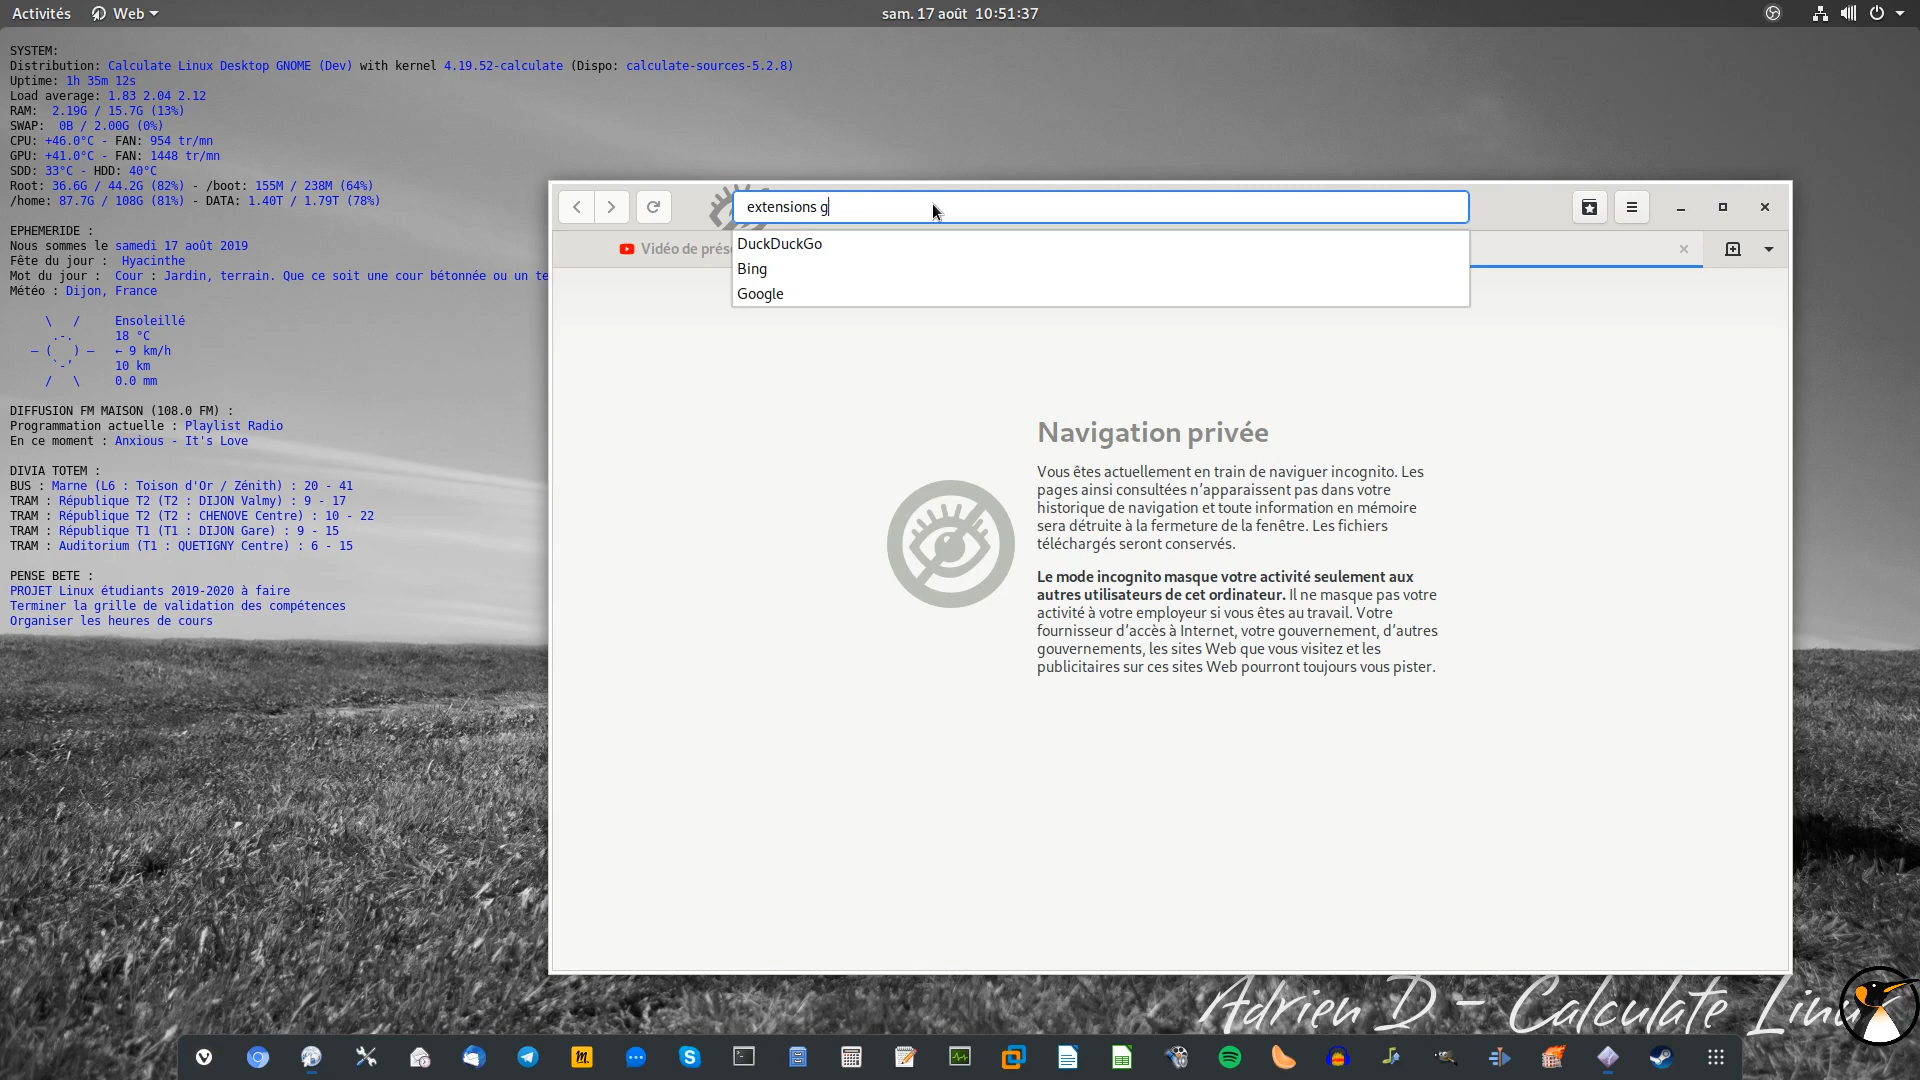 Activités
Web
sam. 17 août 10:51:37
SYSTEM:
Distribution: Calculate Linux Desktop GNOME (Dev) with kernel 4.19.52-calculate (Dispo: calculate-sources-5.2.8)
Uptime: 1h 35m 12s
Load average: 1.83 2.04 2.12
RAM: 2.19G / 15.7G (13%)
SWAP: 0B / 2.00G (0%)
CPU: +46.0°C - FAN: 954 tr/mn
GPU: +41.0°C - FAN: 1448 tr/mn
SDD: 33°C - HDD: 40°C
Root: 36.6G / 44.2G (82%) - /boot: 155M / 238M (64%)
/home: 87.7G / 108G (81%) - DATA: 1.40T / 1.79T (78%)
EPHEMERIDE :
Nous sommes le samedi 17 août 2019
Fête du jour : Hyacinthe
Mot du jour : Cour : Jardin, terrain. Que ce soit une cour bétonnée ou un te
Météo : Dijon, France
Ensoleillé
18 °C
← 9 km/h
10 km
0.0 mm
DIFFUSION FM MAISON (108.0 FM) :
Programmation actuelle : Playlist Radio
En ce moment : Anxious - It's Love
DIVIA TOTEM :
BUS : Marne (L6 : Toison d'Or / Zénith) : 20 - 41
TRAM : République T2 (T2 : DIJON Valmy) : 9 - 17
TRAM : République T2 (T2 : CHENOVE Centre) : 10 - 22
TRAM : République T1 (T1 : DIJON Gare) : 9 - 15
TRAM : Auditorium (T1 : QUETIGNY Centre) : 6 - 15
PENSE BETE :
PROJET Linux étudiants 2019-2020 à faire
Terminer la grille de validation des compétences
Organiser les heures de cours
extensions g
Vidéo de prés
DuckDuckGo
Bing
Google
Navigation privée
Vous êtes actuellement en train de naviguer incognito. Les
pages ainsi consultées n’apparaissent pas dans votre
historique de navigation et toute information en mémoire
sera détruite à la fermeture de la fenêtre. Les fichiers
téléchargés seront conservés.
Le mode incognito masque votre activité seulement aux
autres utilisateurs de cet ordinateur. Il ne masque pas votre
activité à votre employeur si vous êtes au travail. Votre
fournisseur d’accès à Internet, votre gouvernement, d’autres
gouvernements, les sites Web que vous visitez et les
publicitaires sur ces sites Web pourront toujours vous pister.
Adrien D - Calculate Linux